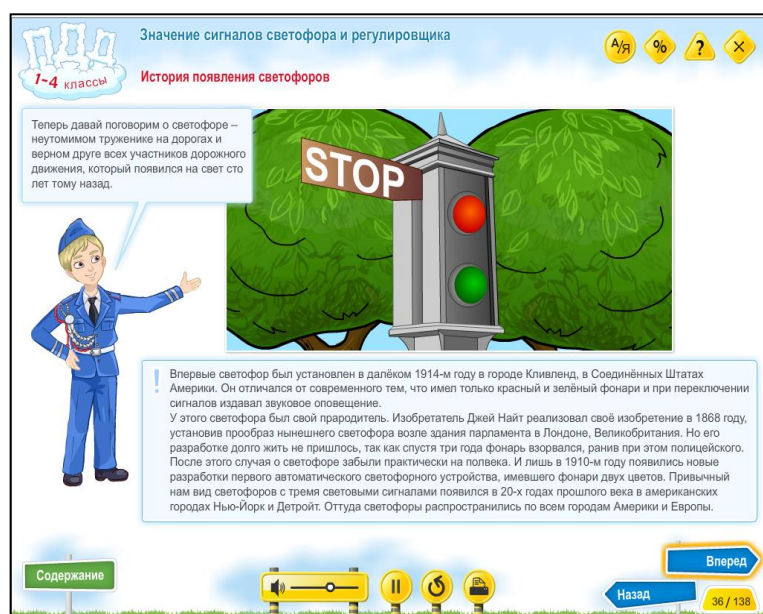 ПДД
1-4 классы
Значение сигналов светофора и регулировщика
История появления светофоров
А/Я
%
?
Теперь давай поговорим о светофоре –
неутомимом труженике на дорогах и
верном друге всех участников дорожного
движения, который появился на свет сто
лет тому назад.
STOP
! Впервые светофор был установлен в далёком 1914-м году в городе Кливленд, в Соединённых Штатах
Америки. Он отличался от современного тем, что имел только красный и зелёный фонари и при переключении
сигналов издавал звуковое оповещение.
У этого светофора был свой прародитель. Изобретатель Джей Найт реализовал своё изобретение в 1868 году,
установив прообраз нынешнего светофора возле здания парламента в Лондоне, Великобритания. Но его
разработке долго жить не пришлось, так как спустя три года фонарь взорвался, ранив при этом полицейского.
После этого случая о светофоре забыли практически на полвека. И лишь в 1910-м году появились новые
разработки первого автоматического светофорного устройства, имевшего фонари двух цветов. Привычный
нам вид светофоров с тремя световыми сигналами появился в 20-х годах прошлого века в американских
городах Нью-Йорк и Детройт. Оттуда светофоры распространились по всем городам Америки и Европы.
Содержание
Вперед
Назад
36 / 138